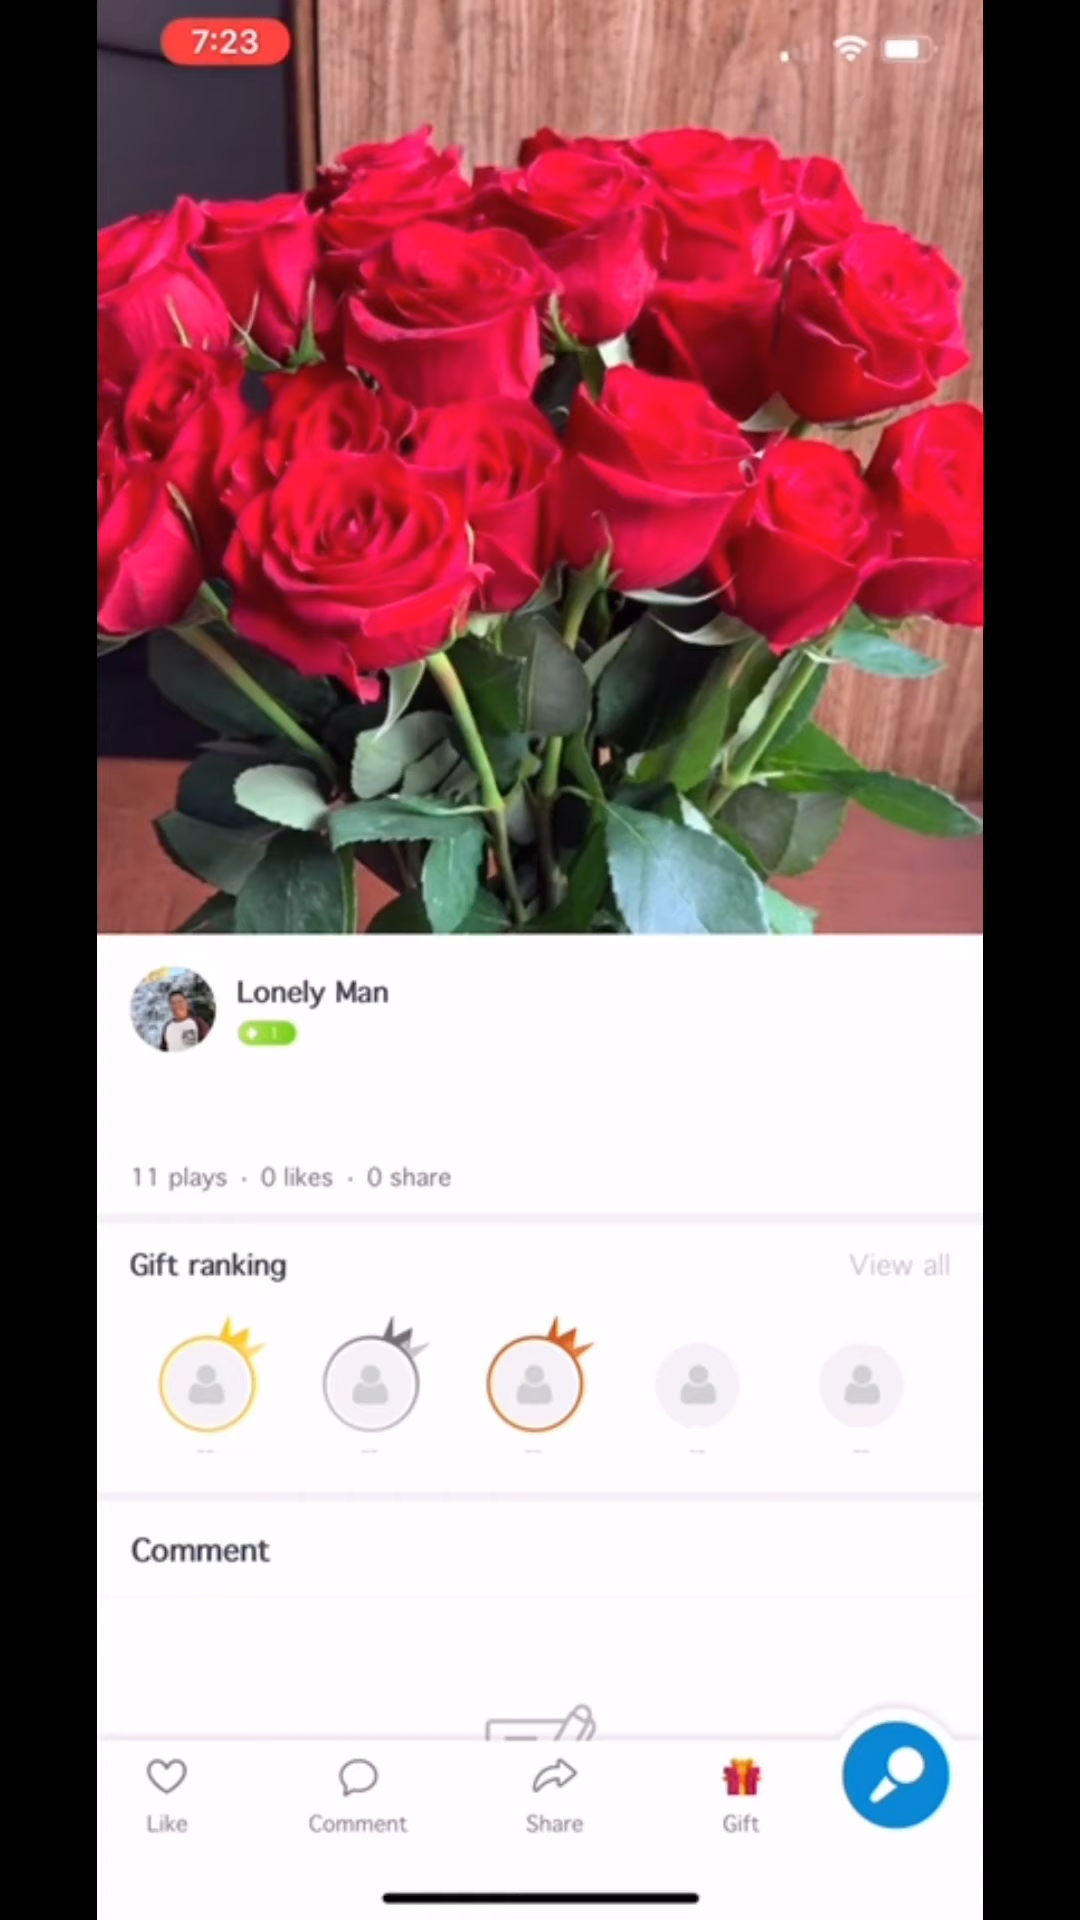 7:23
Lonely Man
1
11 plays · 0 likes · 0 share
Gift ranking
View all
-- -- -- -- --
Comment
Like Comment Share Gift